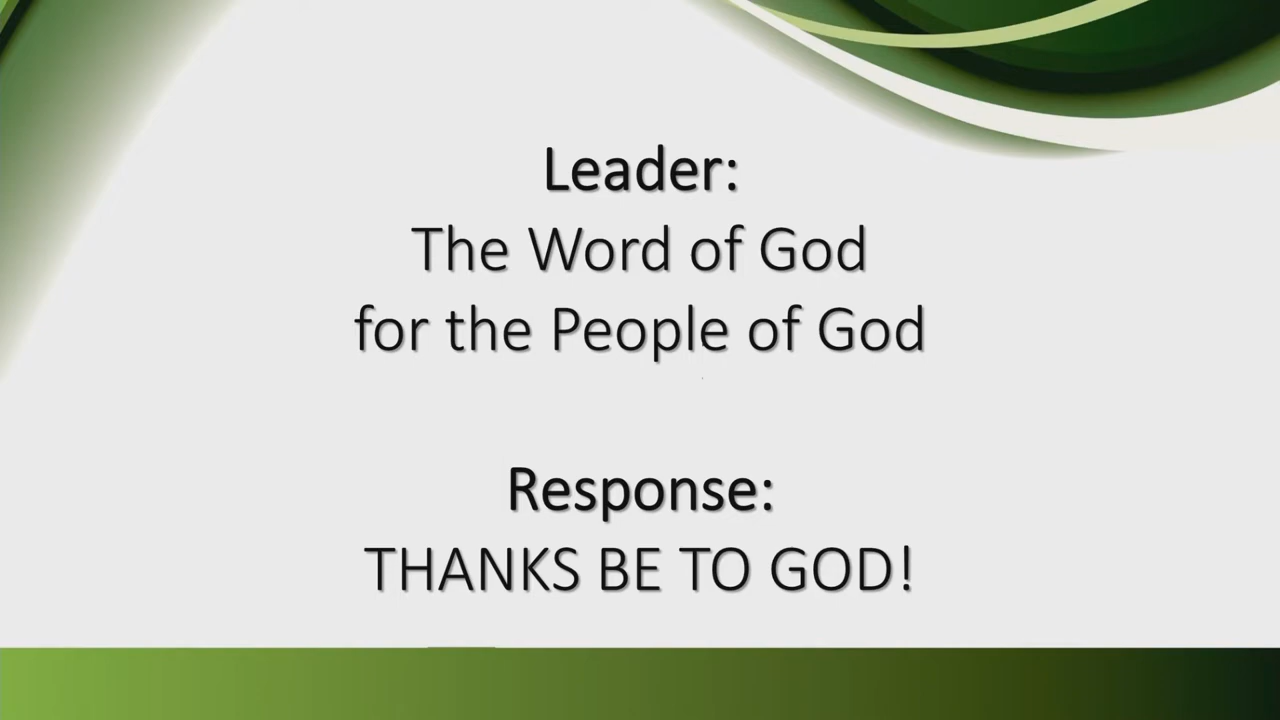 Leader:
The Word of God
for the People of God
Response:
THANKS BE TO GOD!